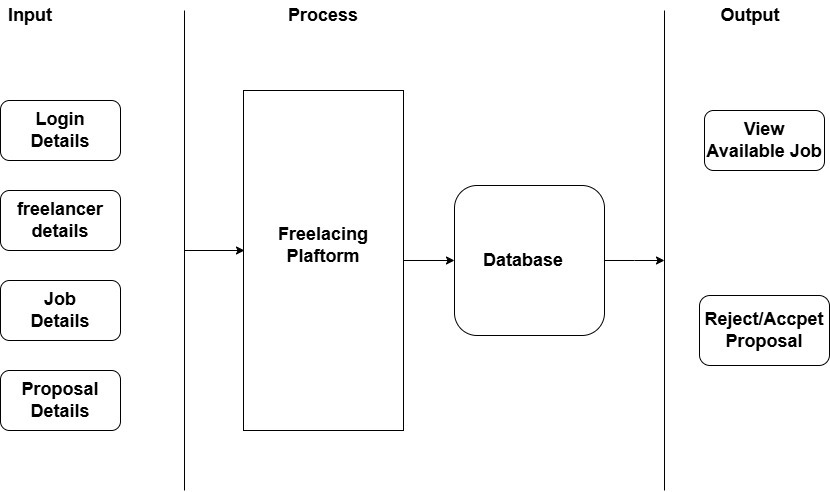 Input
Process
Output
Login
Details
freelancer
details
Job
Details
Proposal
Details
Freelacing
Plaftorm
Database
View
Available Job
Reject/Accpet
Proposal